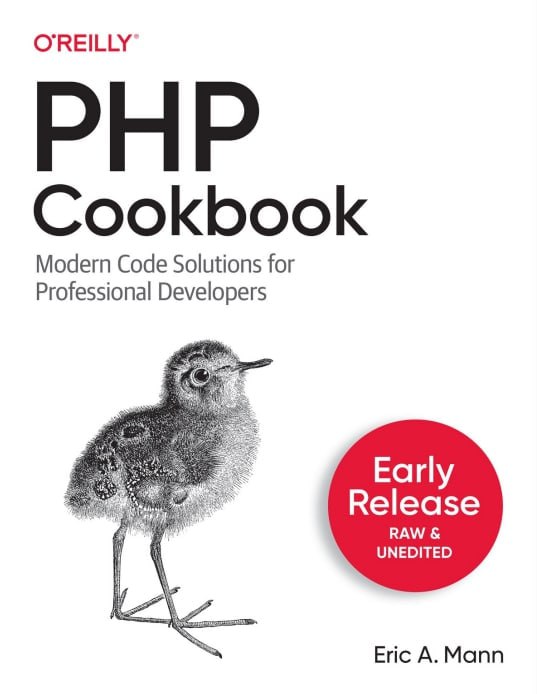 O'REILLY®
PHP
Cookbook
Modern Code Solutions for
Professional Developers
Early
Release
RAW &
UNEDITED
Eric A. Mann